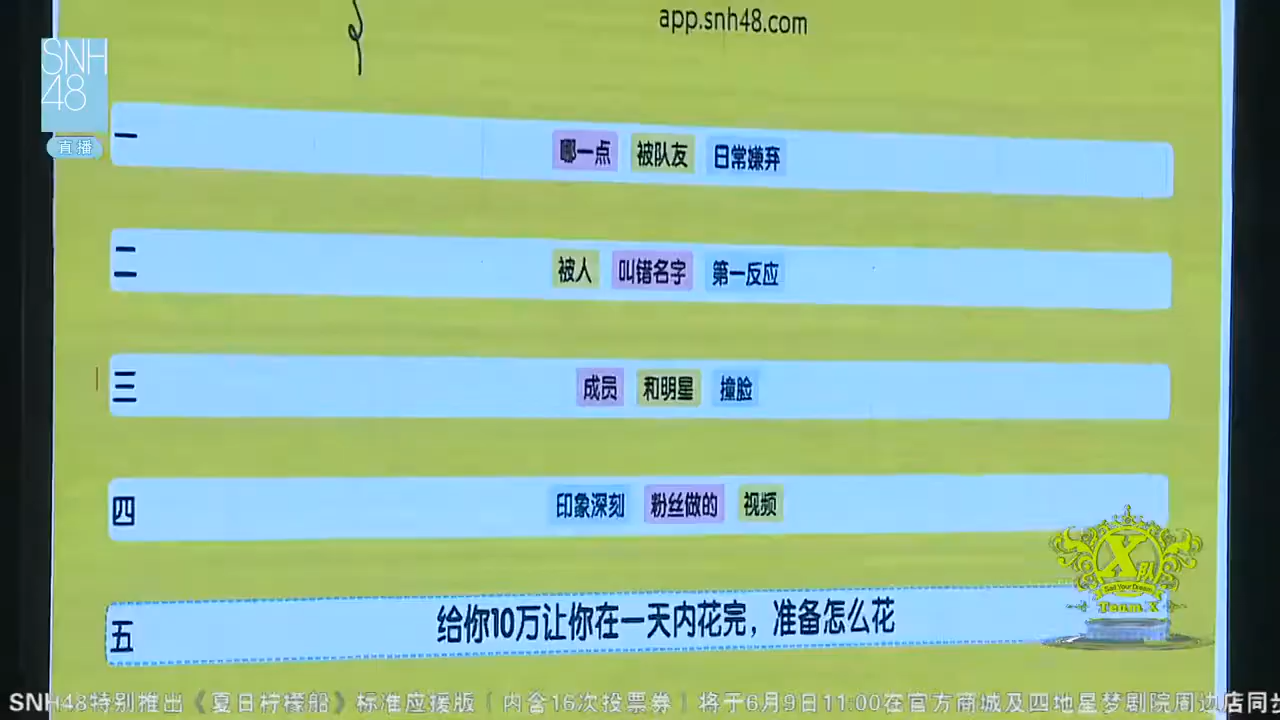 app.snh48.com
SNH
48
直播
一 哪一点 被队友 日常嫌弃
二 被人 叫错名字 第一反应
三 成员 和明星 撞脸
四 印象深刻 粉丝做的 视频
X队
Team X
五 给你10万让你在一天内花完，准备怎么花
SNH48特别推出《夏日柠檬船》标准应援版（内含16次投票券）将于6月9日11:00在官方商城及四地星梦剧院周边店同步